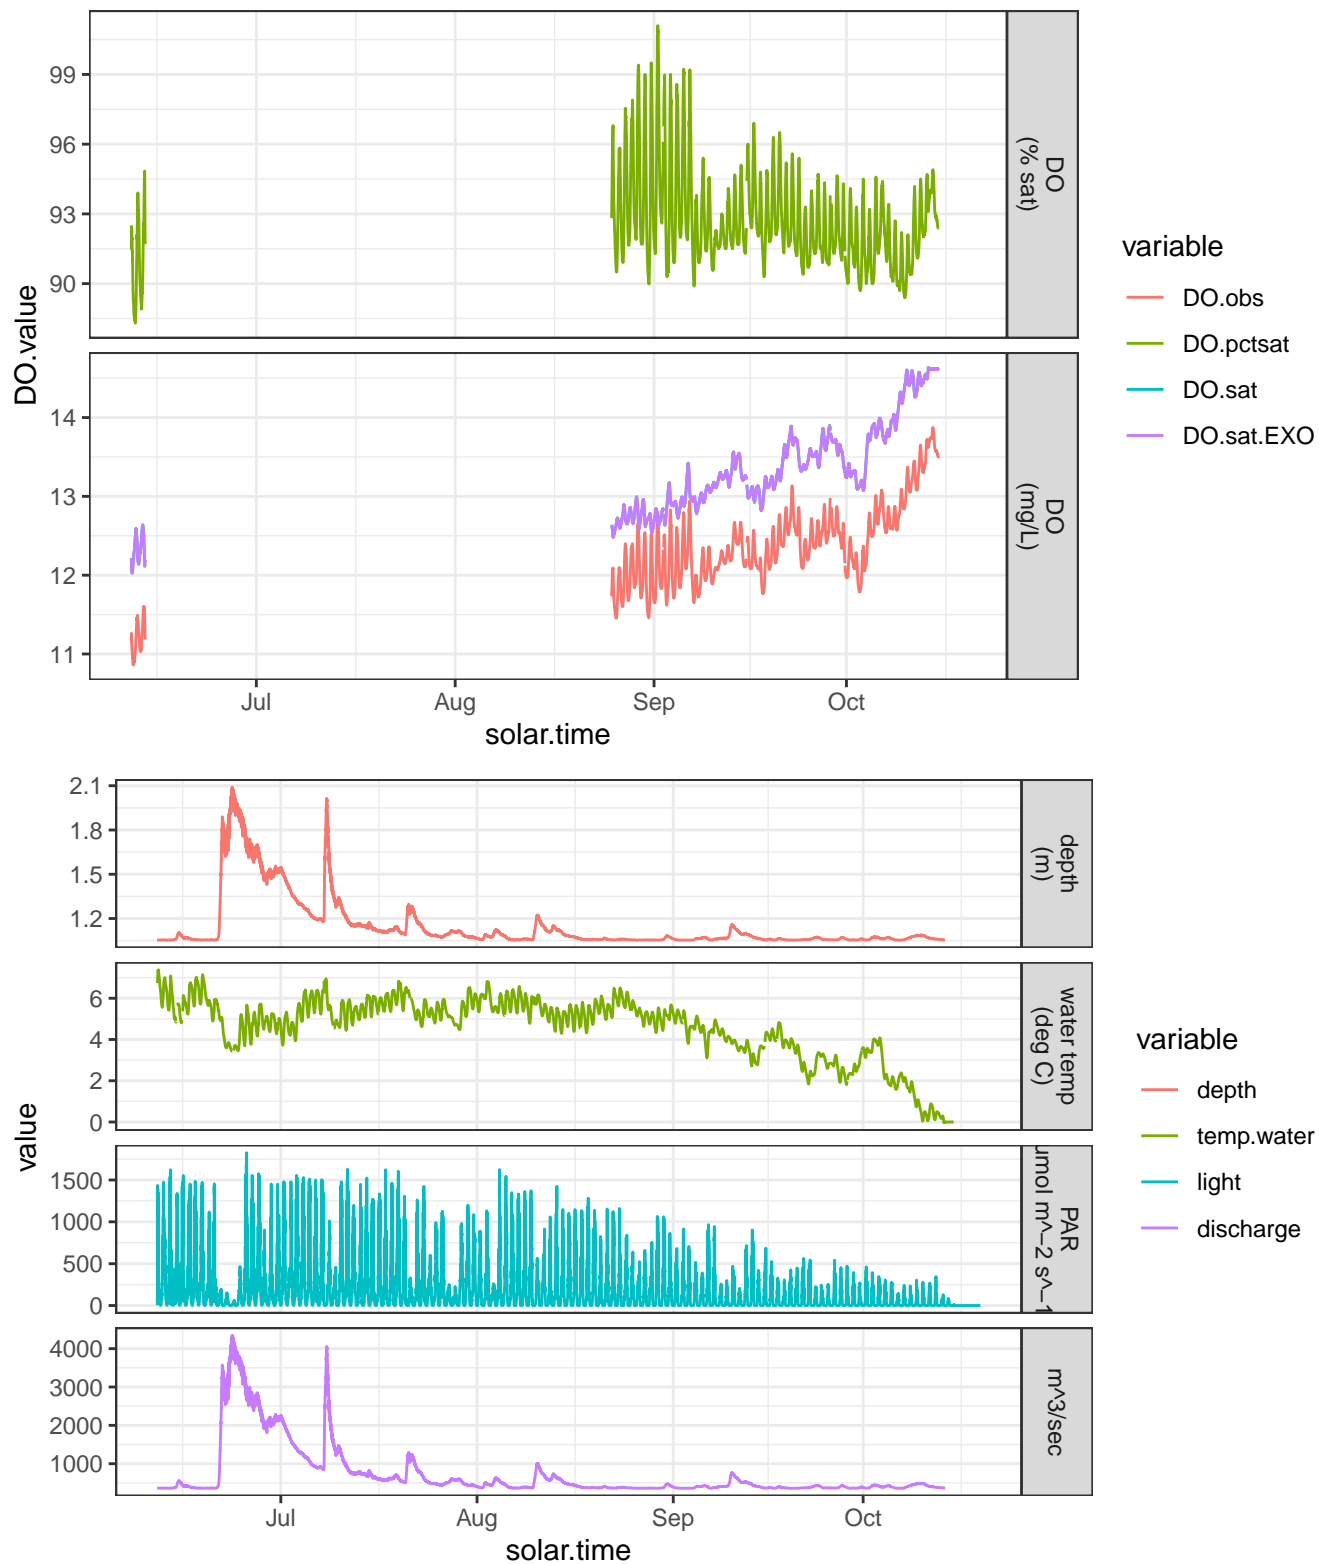 99
96
93
90
DO
(% sat)
14
13
12
11
DO
(mg/L)
DO.value
Jul
Aug
Sep
Oct
solar.time
variable
DO.obs
DO.pctsat
DO.sat
DO.sat.EXO
2.1
1.8
1.5
1.2
depth
(m)
6
4
2
0
water temp
(deg C)
1500
1000
500
0
PAR
umol m^-2 s^-1
4000
3000
2000
1000
m^3/sec
value
Jul
Aug
Sep
Oct
solar.time
variable
depth
temp.water
light
discharge